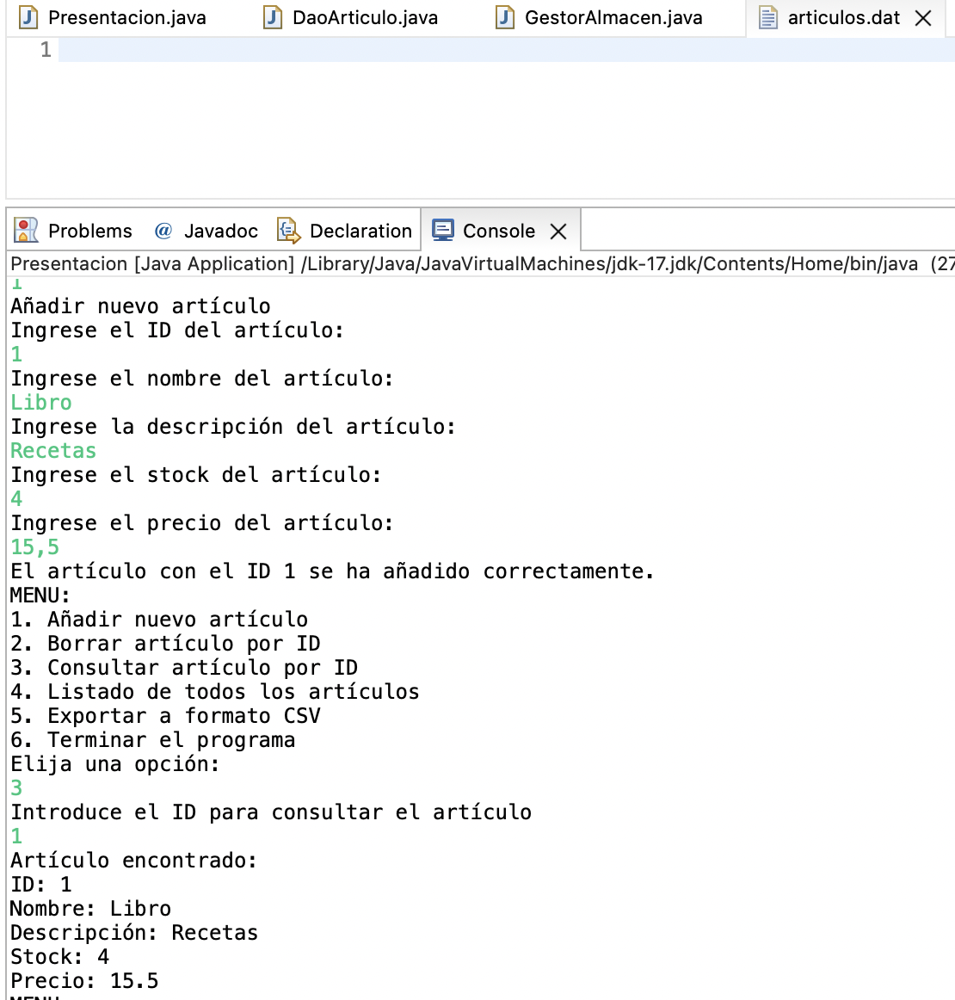 Presentacion.java DaoArticulo.java GestorAlmacen.java articulos.dat
1
Problems @ Javadoc Declaration Console
Presentacion [Java Application] /Library/Java/JavaVirtualMachines/jdk-17.jdk/Contents/Home/bin/java (27
1
Añadir nuevo artículo
Ingrese el ID del artículo:
1
Ingrese el nombre del artículo:
Libro
Ingrese la descripción del artículo:
Recetas
Ingrese el stock del artículo:
4
Ingrese el precio del artículo:
15,5
El artículo con el ID 1 se ha añadido correctamente.
MENU:
1. Añadir nuevo artículo
2. Borrar artículo por ID
3. Consultar artículo por ID
4. Listado de todos los artículos
5. Exportar a formato CSV
6. Terminar el programa
Elija una opción:
3
Introduce el ID para consultar el artículo
1
Artículo encontrado:
ID: 1
Nombre: Libro
Descripción: Recetas
Stock: 4
Precio: 15.5
MENU